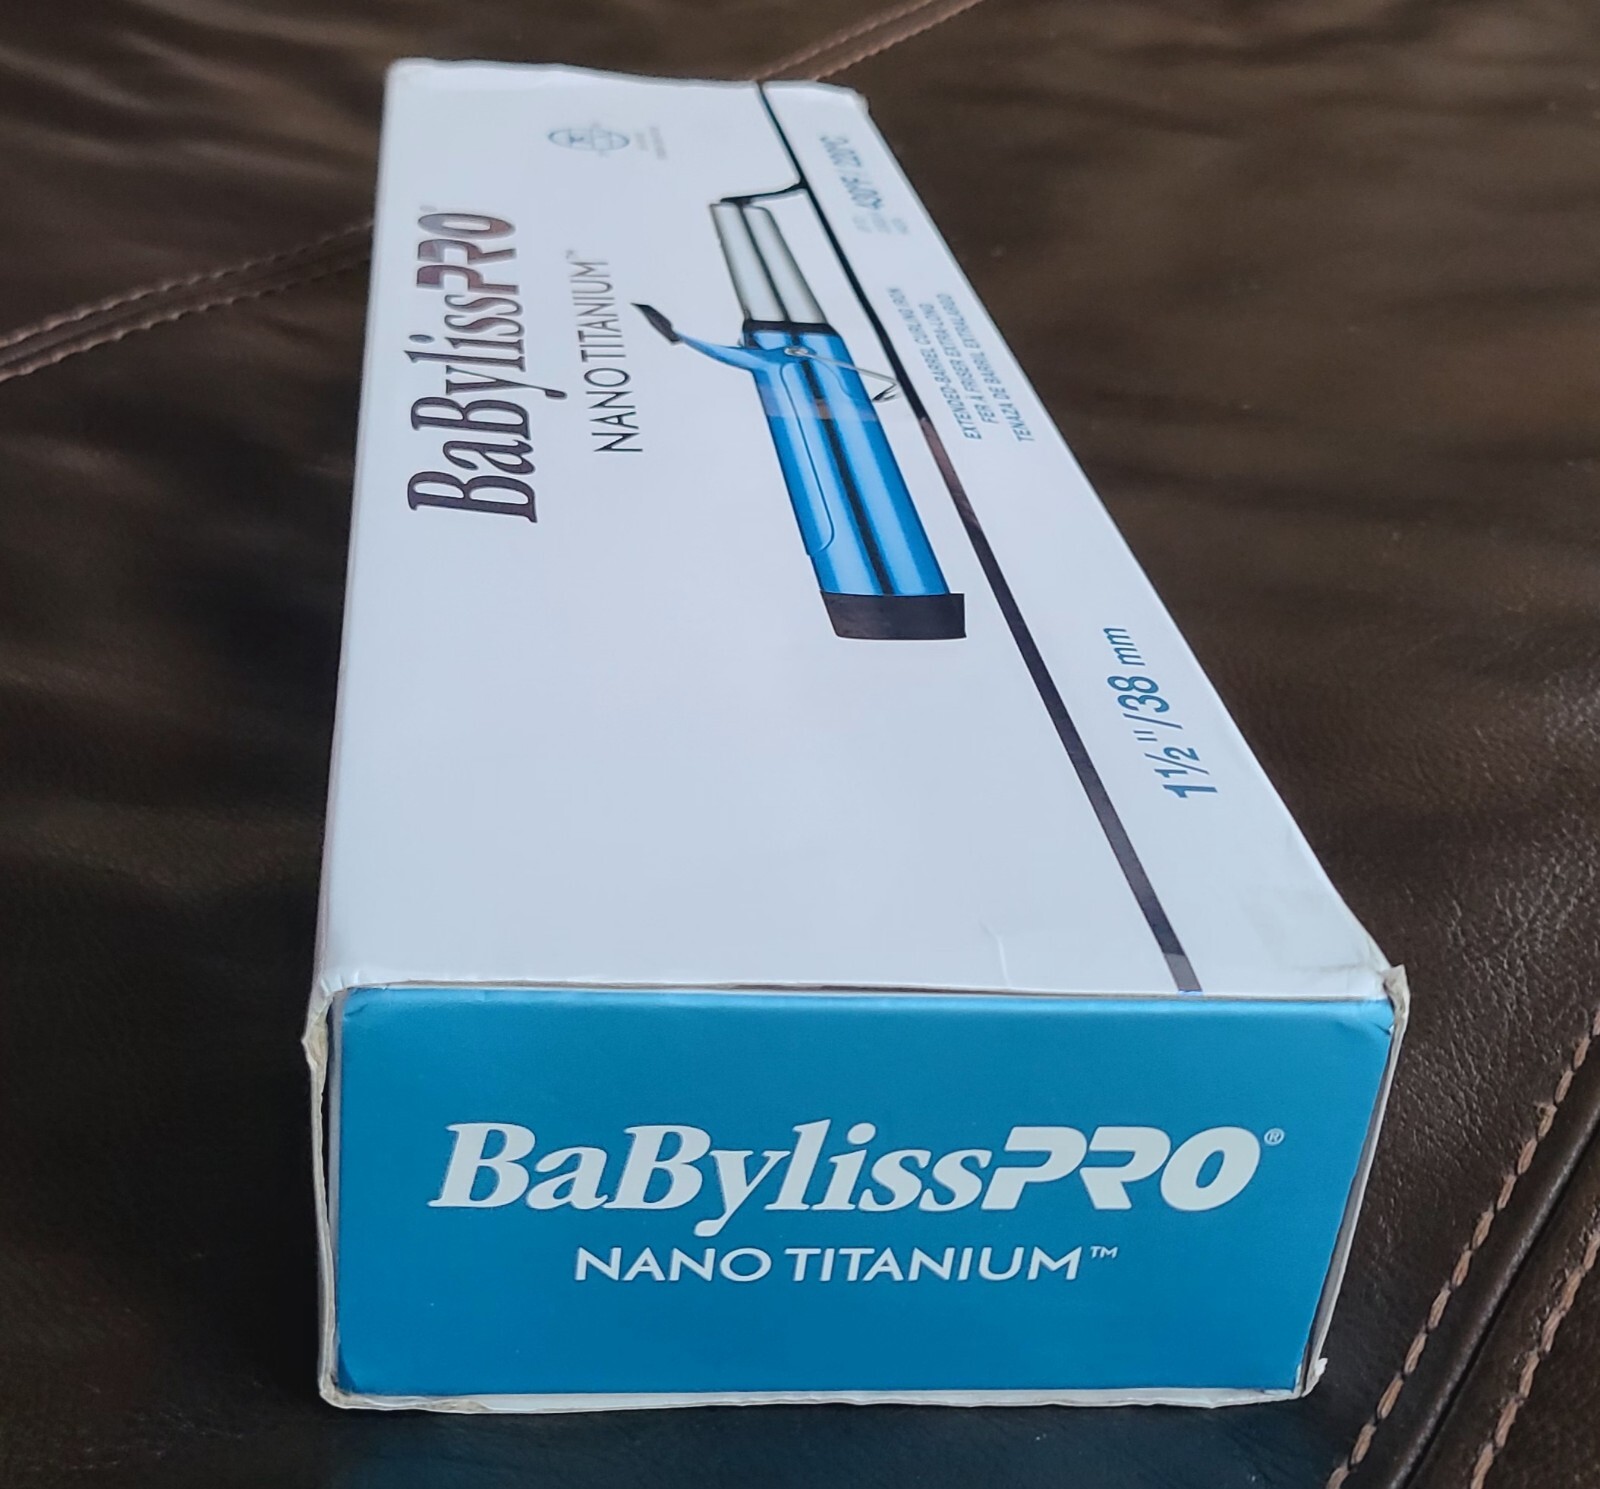 BaBylissPRO®
NANO TITANIUM™
EXTENDED-BARREL CURLING IRON
FER À FRISER EXTRA-LONG
TENAZA DE BARRIL EXTRALARGO
1½"/38 mm
BaBylissPRO®
NANO TITANIUM™